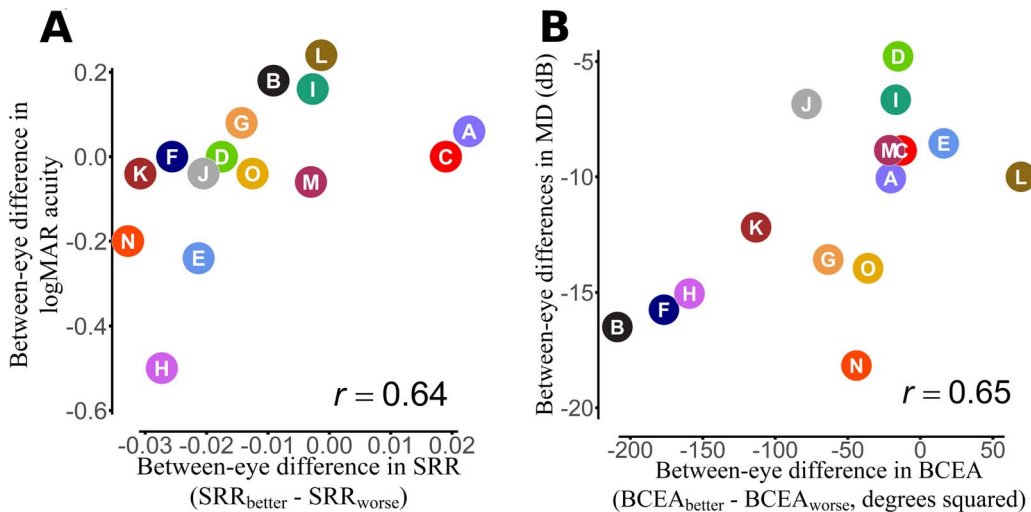 A
Between-eye difference in
logMAR acuity
0.2
0.0
-0.2
-0.4
-0.6
L
B
I
G
A
F
D
C
K
J
O
M
N
E
H
r = 0.64
-0.03 -0.02 -0.01 0.00 0.01 0.02
Between-eye difference in SRR
(SRRbetter - SRRworse)
B
Between-eye differences in MD (dB)
-5
-10
-15
-20
D
I
J
E
M
C
A
L
K
G
O
H
F
B
N
r = 0.65
-200 -150 -100 -50 0 50
Between-eye difference in BCEA
(BCEAbetter - BCEAworse, degrees squared)